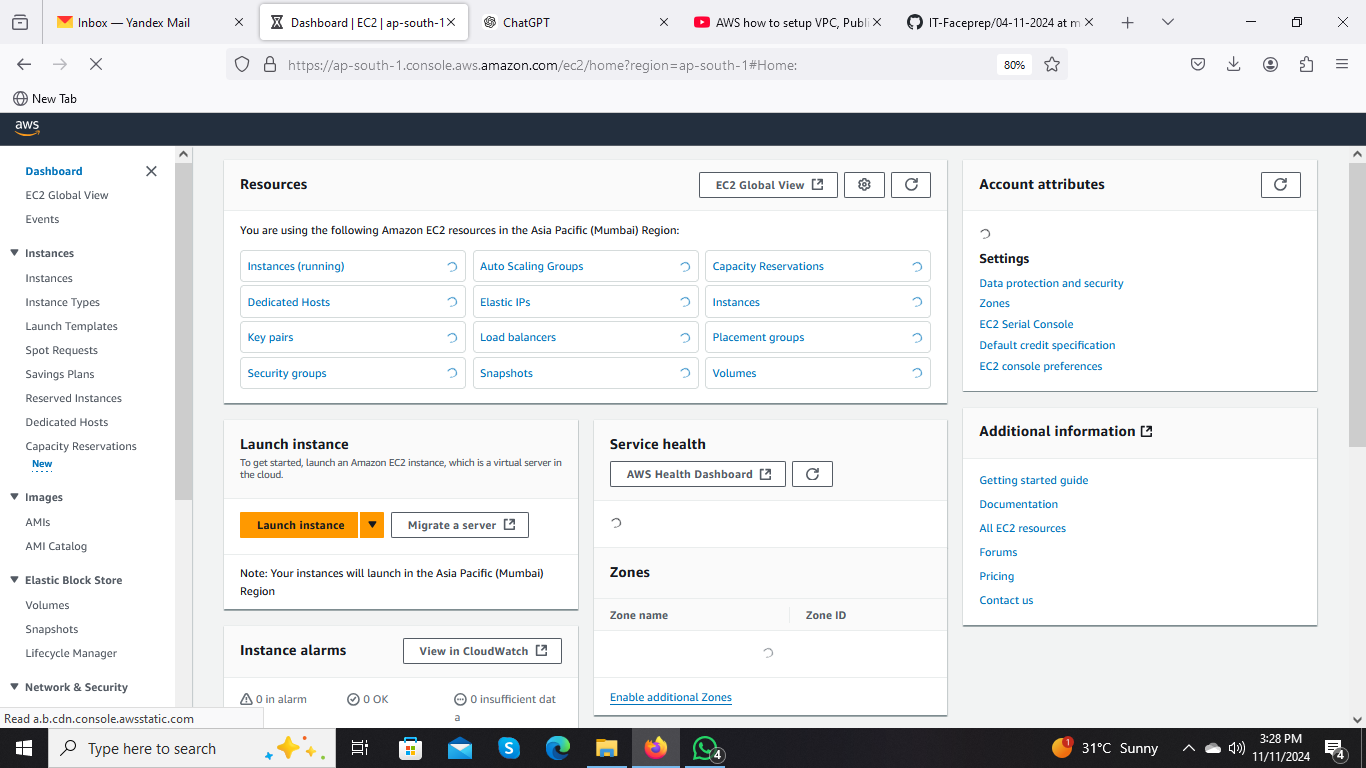 Inbox — Yandex Mail
Dashboard | EC2 | ap-south-1
ChatGPT
AWS how to setup VPC, Publi
IT-Faceprep/04-11-2024 at m
https://ap-south-1.console.aws.amazon.com/ec2/home?region=ap-south-1#Home:
80%
New Tab
aws
Dashboard
EC2 Global View
Events
Instances
Instances
Instance Types
Launch Templates
Spot Requests
Savings Plans
Reserved Instances
Dedicated Hosts
Capacity Reservations
New
Images
AMIs
AMI Catalog
Elastic Block Store
Volumes
Snapshots
Lifecycle Manager
Network & Security
Read a.b.cdn.console.awsstatic.com
Resources
EC2 Global View
You are using the following Amazon EC2 resources in the Asia Pacific (Mumbai) Region:
Instances (running)
Auto Scaling Groups
Capacity Reservations
Dedicated Hosts
Elastic IPs
Instances
Key pairs
Load balancers
Placement groups
Security groups
Snapshots
Volumes
Launch instance
To get started, launch an Amazon EC2 instance, which is a virtual server in
the cloud.
Launch instance
Migrate a server
Note: Your instances will launch in the Asia Pacific (Mumbai)
Region
Instance alarms
View in CloudWatch
0 in alarm
0 OK
0 insufficient dat
a
Service health
AWS Health Dashboard
Zones
Zone name
Zone ID
Enable additional Zones
Account attributes
Settings
Data protection and security
Zones
EC2 Serial Console
Default credit specification
EC2 console preferences
Additional information
Getting started guide
Documentation
All EC2 resources
Forums
Pricing
Contact us
Type here to search
4
1
31°C Sunny
3:28 PM
11/11/2024
4